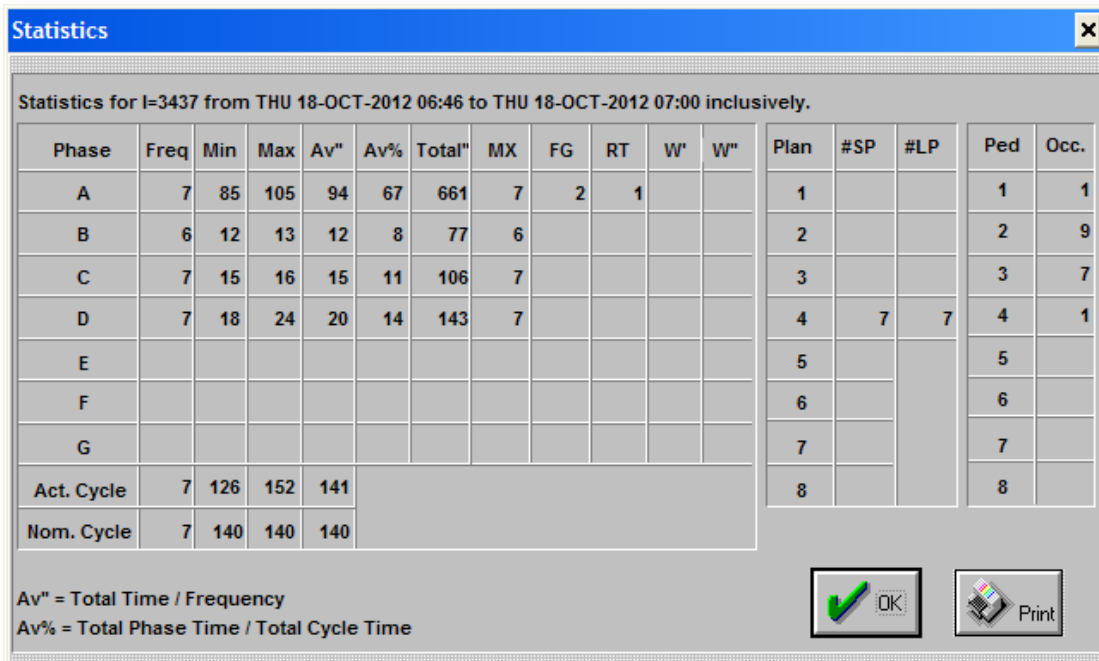 Statistics
Statistics for I=3437 from THU 18-OCT-2012 06:46 to THU 18-OCT-2012 07:00 inclusively.
Phase Freq Min Max Av" Av% Total" MX FG RT W' W" Plan #SP #LP Ped Occ.
A 7 85 105 94 67 661 7 2 1 1 1 1
B 6 12 13 12 8 77 6 2 2 9
C 7 15 16 15 11 106 7 3 3 7
D 7 18 24 20 14 143 7 4 7 7 4 1
E 5 5
F 6 6
G 7 7
Act. Cycle 7 126 152 141 8 8
Nom. Cycle 7 140 140 140
Av" = Total Time / Frequency
Av% = Total Phase Time / Total Cycle Time
OK
Print